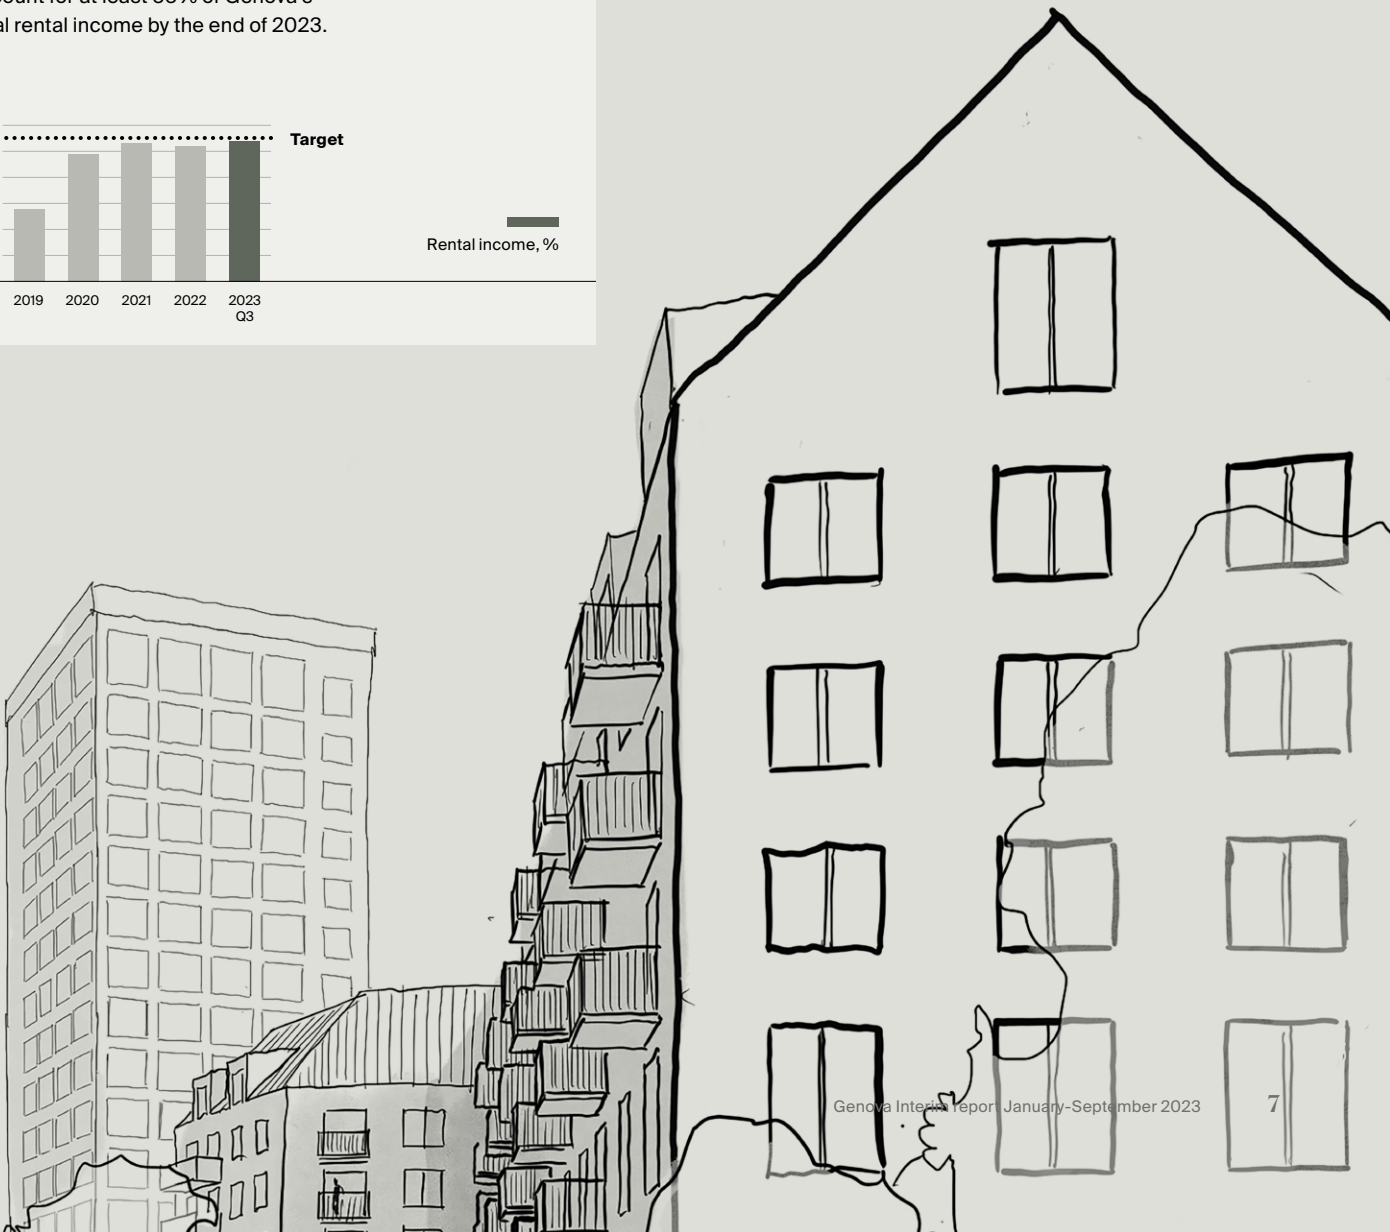 al rental income by the end of 2023.
Target
Rental income, %
2019 2020 2021 2022 2023
Q3
Genova Interim report January-September 2023 7